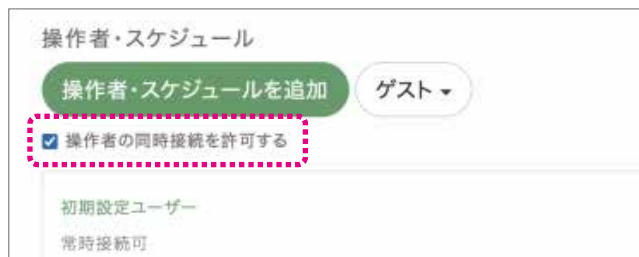 操作者・スケジュール
操作者・スケジュールを追加 ゲスト
操作者の同時接続を許可する
初期設定ユーザー
常時接続可